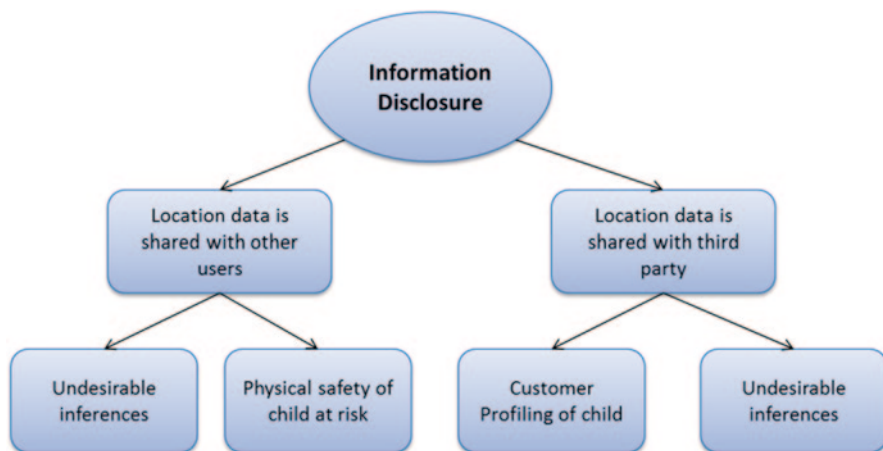 Information
Disclosure
Location data is
shared with other
users
Location data is
shared with third
party
Undesirable
inferences
Physical safety of
child at risk
Customer
Profiling of child
Undesirable
inferences